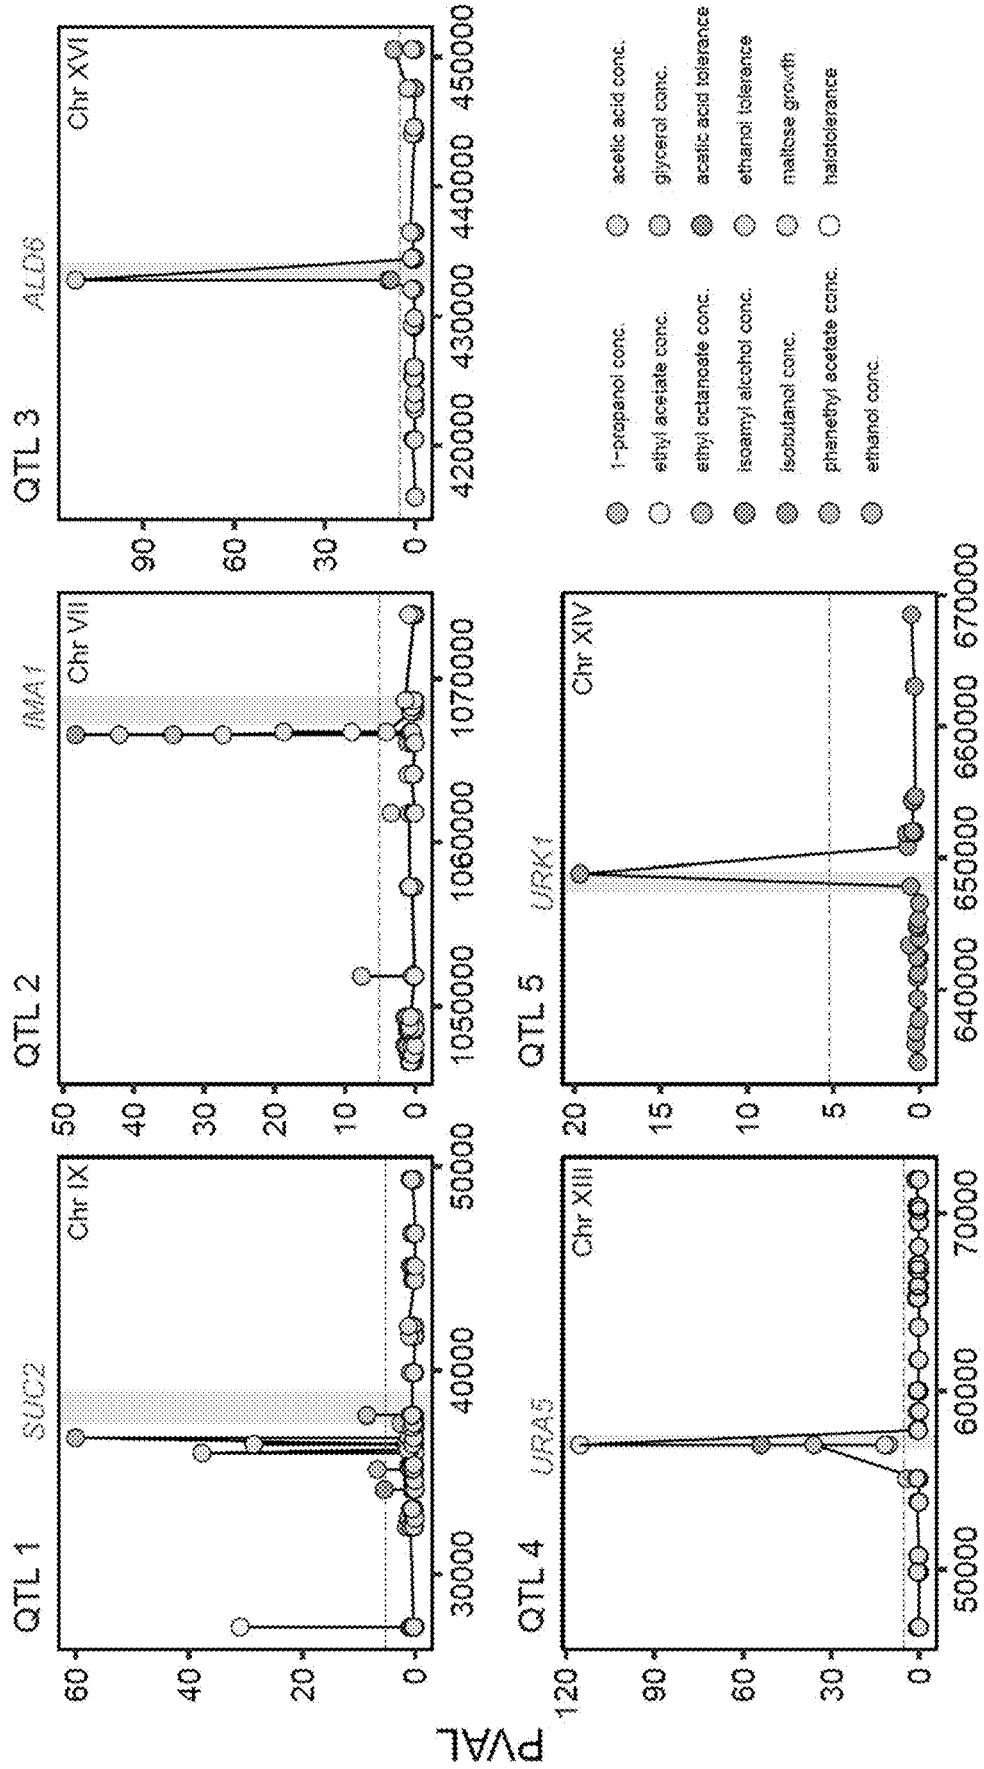 QTL 1
SUC2
Chr IX
60
40
20
0
30000
40000
50000
QTL 2
IMA1
Chr VII
50
40
30
20
10
0
1050000
1060000
1070000
QTL 3
ALD6
Chr XVI
90
60
30
0
420000
430000
440000
450000
PVAL
QTL 4
URA5
Chr XIII
120
90
60
30
0
50000
60000
70000
QTL 5
URK1
Chr XIV
20
15
10
5
0
640000
650000
660000
670000
1-propanol conc.
ethyl acetate conc.
ethyl octanoate conc.
isoamyl alcohol conc.
isobutanol conc.
phenethyl acetate conc.
ethanol conc.
acetic acid conc.
glycerol conc.
acetic acid tolerance
ethanol tolerance
maltose growth
halotolerance